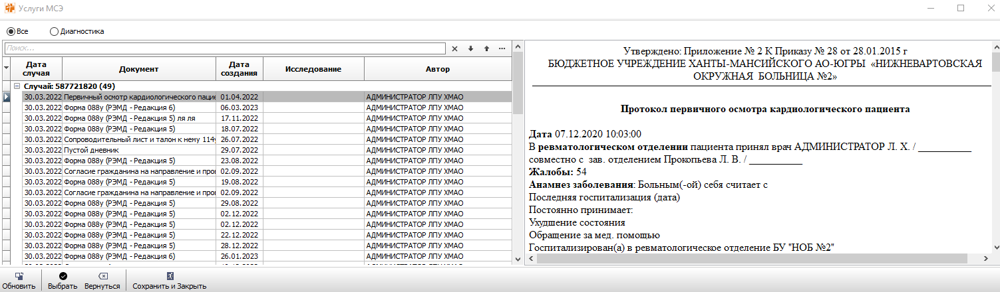 Услуги МСЭ
Все Диагностика
Поиск...
Дата случая Документ Дата создания Исследование Автор
Случай: 587721820 (49)
30.03.2022 Первичный осмотр кардиологического пацие 01.04.2022 АДМИНИСТРАТОР ЛПУ ХМАО
30.03.2022 Форма 088у (РЭМД - Редакция 6) 06.03.2023 АДМИНИСТРАТОР ЛПУ ХМАО
30.03.2022 Форма 088у (РЭМД - Редакция 5) ля ля 17.11.2022 АДМИНИСТРАТОР ЛПУ ХМАО
30.03.2022 Форма 088у (РЭМД - Редакция 5) 18.07.2022 АДМИНИСТРАТОР ЛПУ ХМАО
30.03.2022 Сопроводительный лист и талон к нему 114у 26.07.2022 АДМИНИСТРАТОР ЛПУ ХМАО
30.03.2022 Пустой дневник 29.07.2022 АДМИНИСТРАТОР ЛПУ ХМАО
30.03.2022 Форма 088у (РЭМД - Редакция 5) 23.08.2022 АДМИНИСТРАТОР ЛПУ ХМАО
30.03.2022 Согласие гражданина на направление и про 02.09.2022 АДМИНИСТРАТОР ЛПУ ХМАО
30.03.2022 Форма 088у (РЭМД - Редакция 5) 19.08.2022 АДМИНИСТРАТОР ЛПУ ХМАО
30.03.2022 Согласие гражданина на направление и про 02.09.2022 АДМИНИСТРАТОР ЛПУ ХМАО
30.03.2022 Форма 088у (РЭМД - Редакция 5) 29.08.2022 АДМИНИСТРАТОР ЛПУ ХМАО
30.03.2022 Форма 088у (РЭМД - Редакция 5) 02.12.2022 АДМИНИСТРАТОР ЛПУ ХМАО
30.03.2022 Форма 088у (РЭМД - Редакция 5) 02.12.2022 АДМИНИСТРАТОР ЛПУ ХМАО
30.03.2022 Форма 088у (РЭМД - Редакция 5) 22.12.2022 АДМИНИСТРАТОР ЛПУ ХМАО
30.03.2022 Форма 088у (РЭМД - Редакция 5) 28.12.2022 АДМИНИСТРАТОР ЛПУ ХМАО
30.03.2022 Форма 088у (РЭМД - Редакция 6) 26.01.2023 АДМИНИСТРАТОР ЛПУ ХМАО
Утверждено: Приложение № 2 К Приказу № 28 от 28.01.2015 г
БЮДЖЕТНОЕ УЧРЕЖДЕНИЕ ХАНТЫ-МАНСИЙСКОГО АО-ЮГРЫ «НИЖНЕВАРТОВСКАЯ
ОКРУЖНАЯ БОЛЬНИЦА №2»
Протокол первичного осмотра кардиологического пациента
Дата 07.12.2020 10:03:00
В ревматологическом отделении пациента принял врач АДМИНИСТРАТОР Л. Х. / ___________
совместно с зав. отделением Прокопьева Л. В. / ___________
Жалобы: 54
Анамнез заболевания: Больным(-ой) себя считает с
Последняя госпитализация (дата)
Постоянно принимает:
Ухудшение состояния
Обращение за мед. помощью
Госпитализирован(а) в ревматологическое отделение БУ "НОБ №2"
Обновить Выбрать Вернуться Сохранить и Закрыть